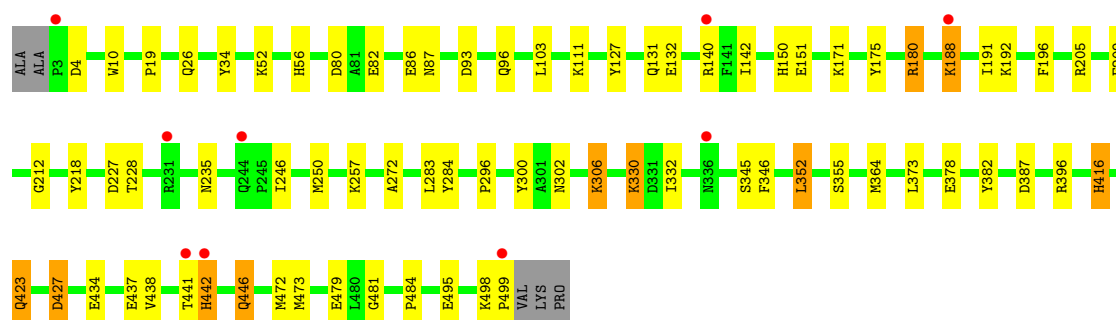 ALA ALA P3 D4 W10 P19 Q26 Y34 K52 H56 D80 A81 E82 E86 N87 D93 Q96 L103 K111 Y127 Q131 E132 R140 F141 I142 H150 E151 K171 Y175 R180 K188 I191 K192 F196 R205
G212 Y218 D227 T228 R231 N235 Q244 P245 I246 M250 K257 A272 L283 Y284 P296 Y300 A301 N302 K306 K330 D331 I332 N336 S345 F346 L352 S355 M364 L373 E378 Y382 D387 R396 H416
Q423 D427 E434 E437 V438 T441 H442 Q446 M472 M473 E479 L480 G481 P484 E495 K498 P499 VAL LYS PRO